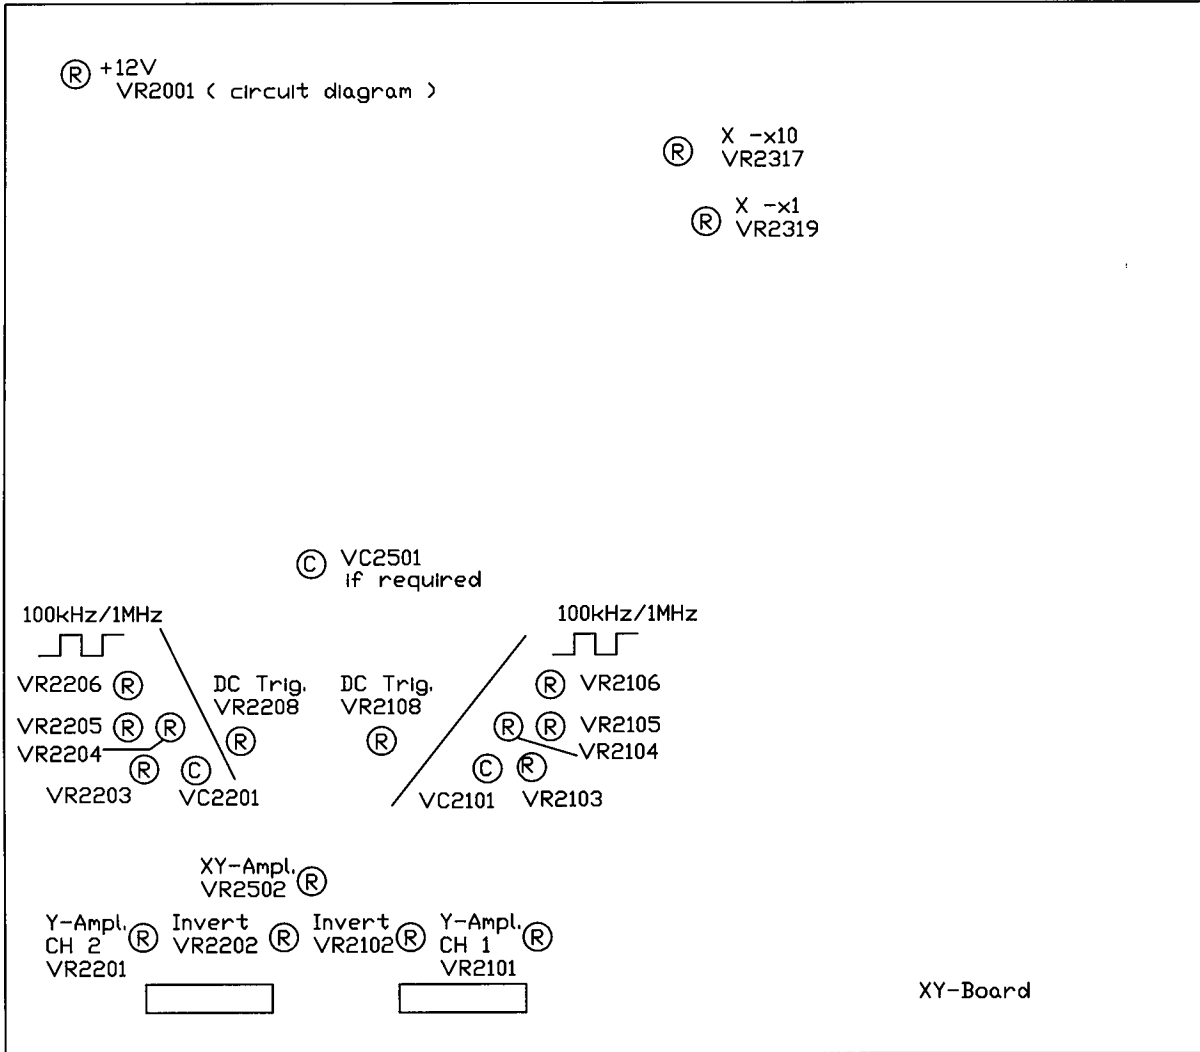 Ⓡ +12V
VR2001 ( circuit diagram )
Ⓡ X -x10
VR2317
Ⓡ X -x1
VR2319
Ⓒ VC2501
if required
100kHz/1MHz
VR2206 Ⓡ
VR2205 Ⓡ Ⓡ
VR2204
Ⓡ Ⓒ
VR2203 VC2201
DC Trig.
VR2208
Ⓡ
DC Trig.
VR2108
Ⓡ
100kHz/1MHz
Ⓡ VR2106
Ⓡ Ⓡ VR2105
VR2104
Ⓒ Ⓡ
VC2101 VR2103
XY-Ampl.
VR2502 Ⓡ
Y-Ampl.
CH 2 Ⓡ
VR2201
Invert
VR2202 Ⓡ
Invert
VR2102 Ⓡ
Y-Ampl.
CH 1 Ⓡ
VR2101
XY-Board